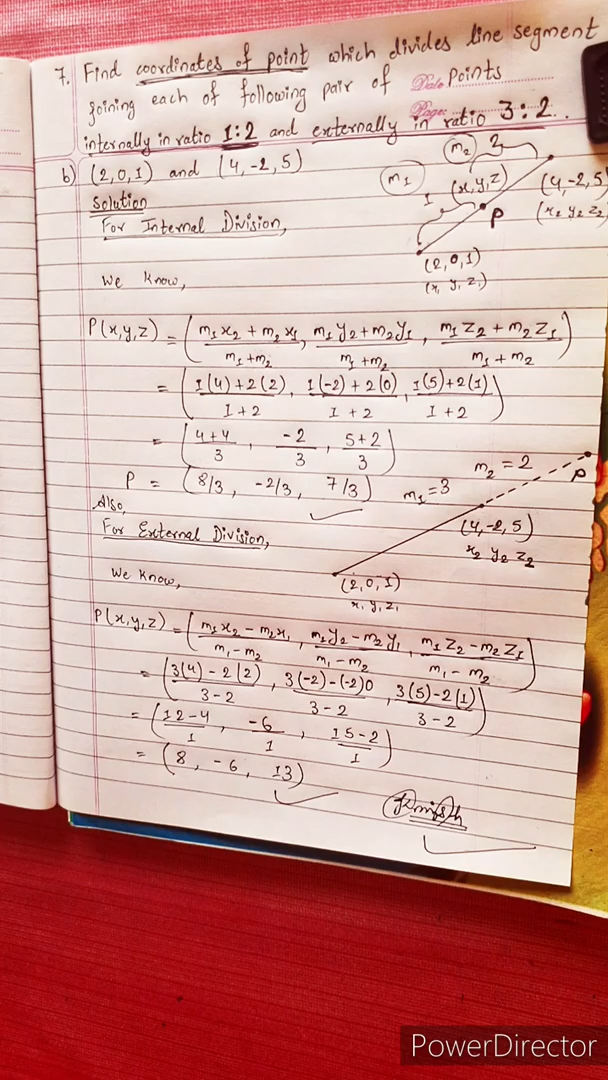 7. Find coordinates of point which divides line segment
joining each of following pair of points
Date
Page:
internally in ratio 1:2 and externally in ratio 3:2.
b) (2,0,1) and (4,-2,5)
Solution
For Internal Division,
m₁
m₂ 2
1 (x,y,z)
P
(4,-2,5)
(x₂ y₂ z₂)
(2,0,1)
(x₁ y₁ z₁)
We know,
P(x,y,z) = (m₁x₂+m₂x₁/m₁+m₂, m₁y₂+m₂y₁/m₁+m₂, m₁z₂+m₂z₁/m₁+m₂)
= (1(4)+2(2)/1+2, 1(-2)+2(0)/1+2, 1(5)+2(1)/1+2)
= (4+4/3, -2/3, 5+2/3)
P = (8/3, -2/3, 7/3)
m₁=3
m₂=2
P
(4,-2,5)
x₂ y₂ z₂
(2,0,1)
x₁ y₁ z₁
Also,
For External Division,
We know,
P(x,y,z) = (m₁x₂-m₂x₁/m₁-m₂, m₁y₂-m₂y₁/m₁-m₂, m₁z₂-m₂z₁/m₁-m₂)
= (3(4)-2(2)/3-2, 3(-2)-(-2)0/3-2, 3(5)-2(1)/3-2)
= (12-4/1, -6/1, 15-2/1)
= (8, -6, 13)
PowerDirector